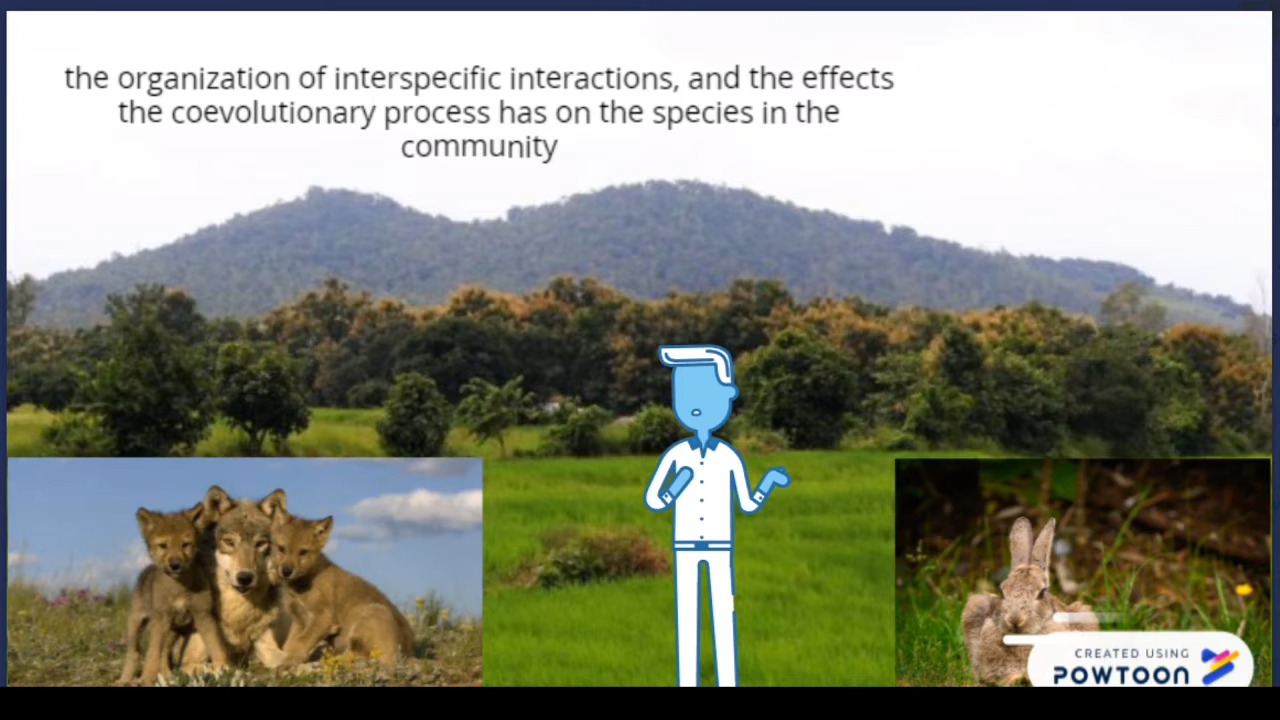 the organization of interspecific interactions, and the effects
the coevolutionary process has on the species in the
community
CREATED USING
POWTOON